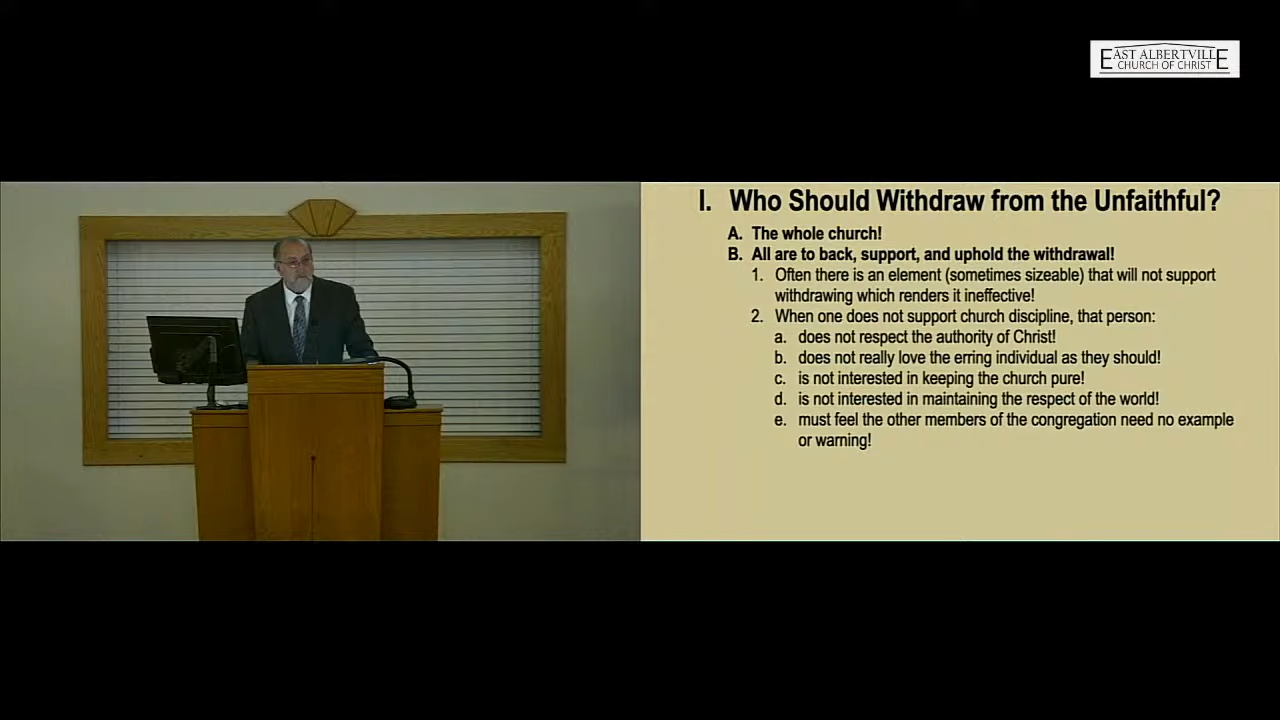 EAST ALBERTVILLE
CHURCH OF CHRIST
I. Who Should Withdraw from the Unfaithful?
A. The whole church!
B. All are to back, support, and uphold the withdrawal!
1. Often there is an element (sometimes sizeable) that will not support
withdrawing which renders it ineffective!
2. When one does not support church discipline, that person:
a. does not respect the authority of Christ!
b. does not really love the erring individual as they should!
c. is not interested in keeping the church pure!
d. is not interested in maintaining the respect of the world!
e. must feel the other members of the congregation need no example
or warning!